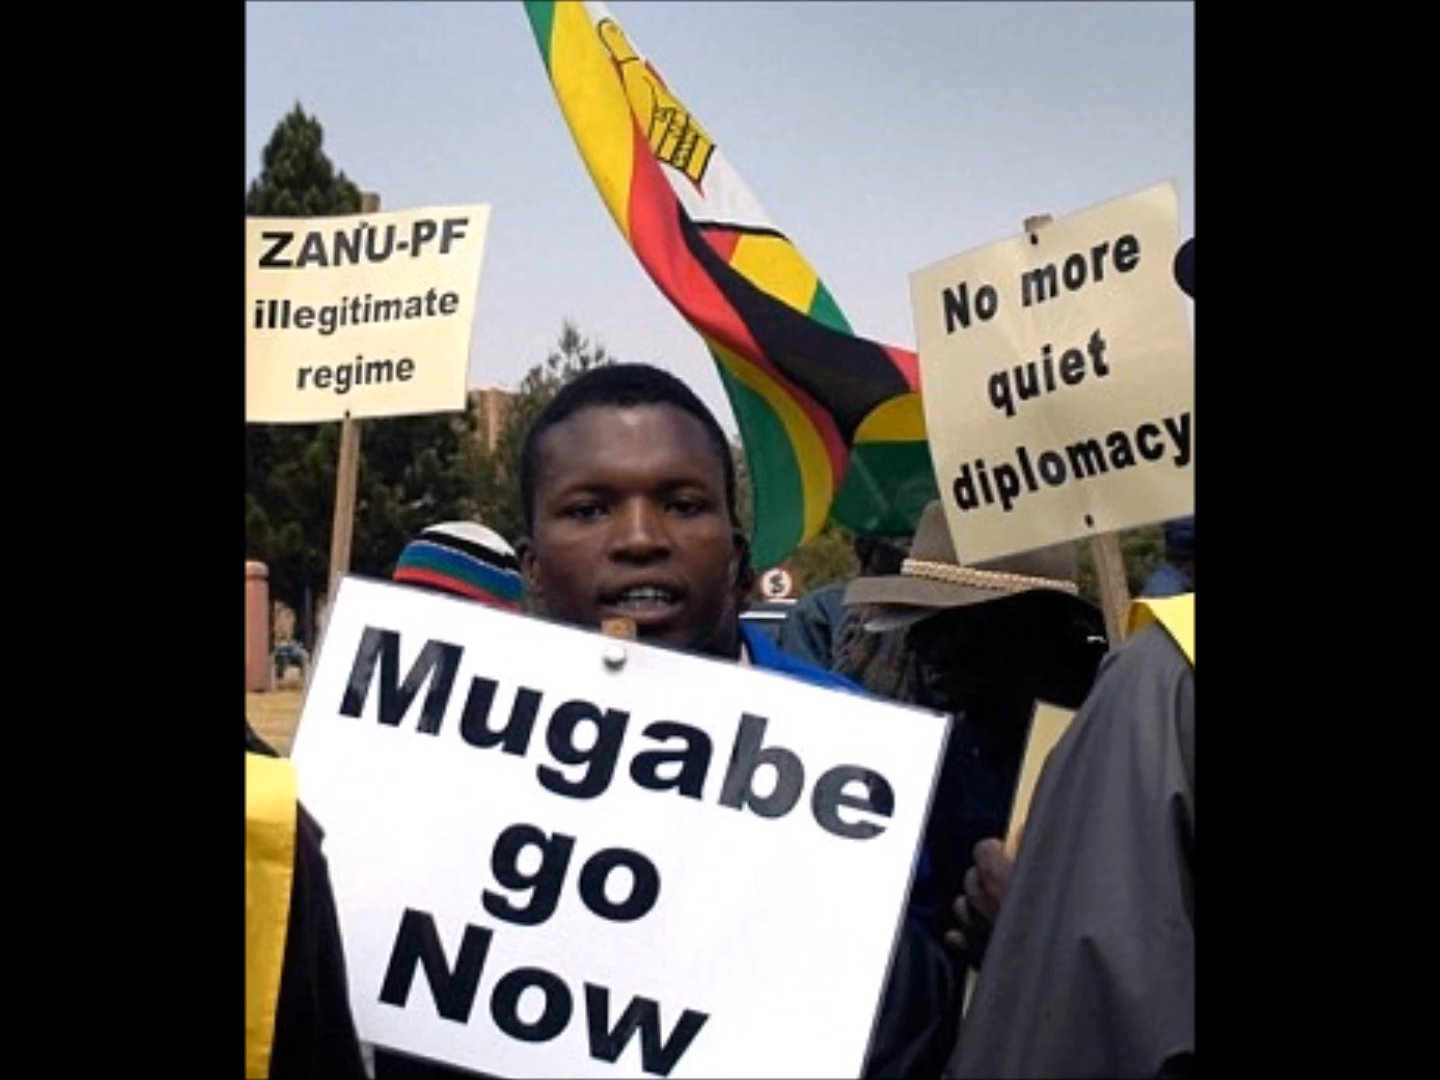 ZANU-PF
illegitimate
regime
No more
quiet
diplomacy
Mugabe
go
Now
S